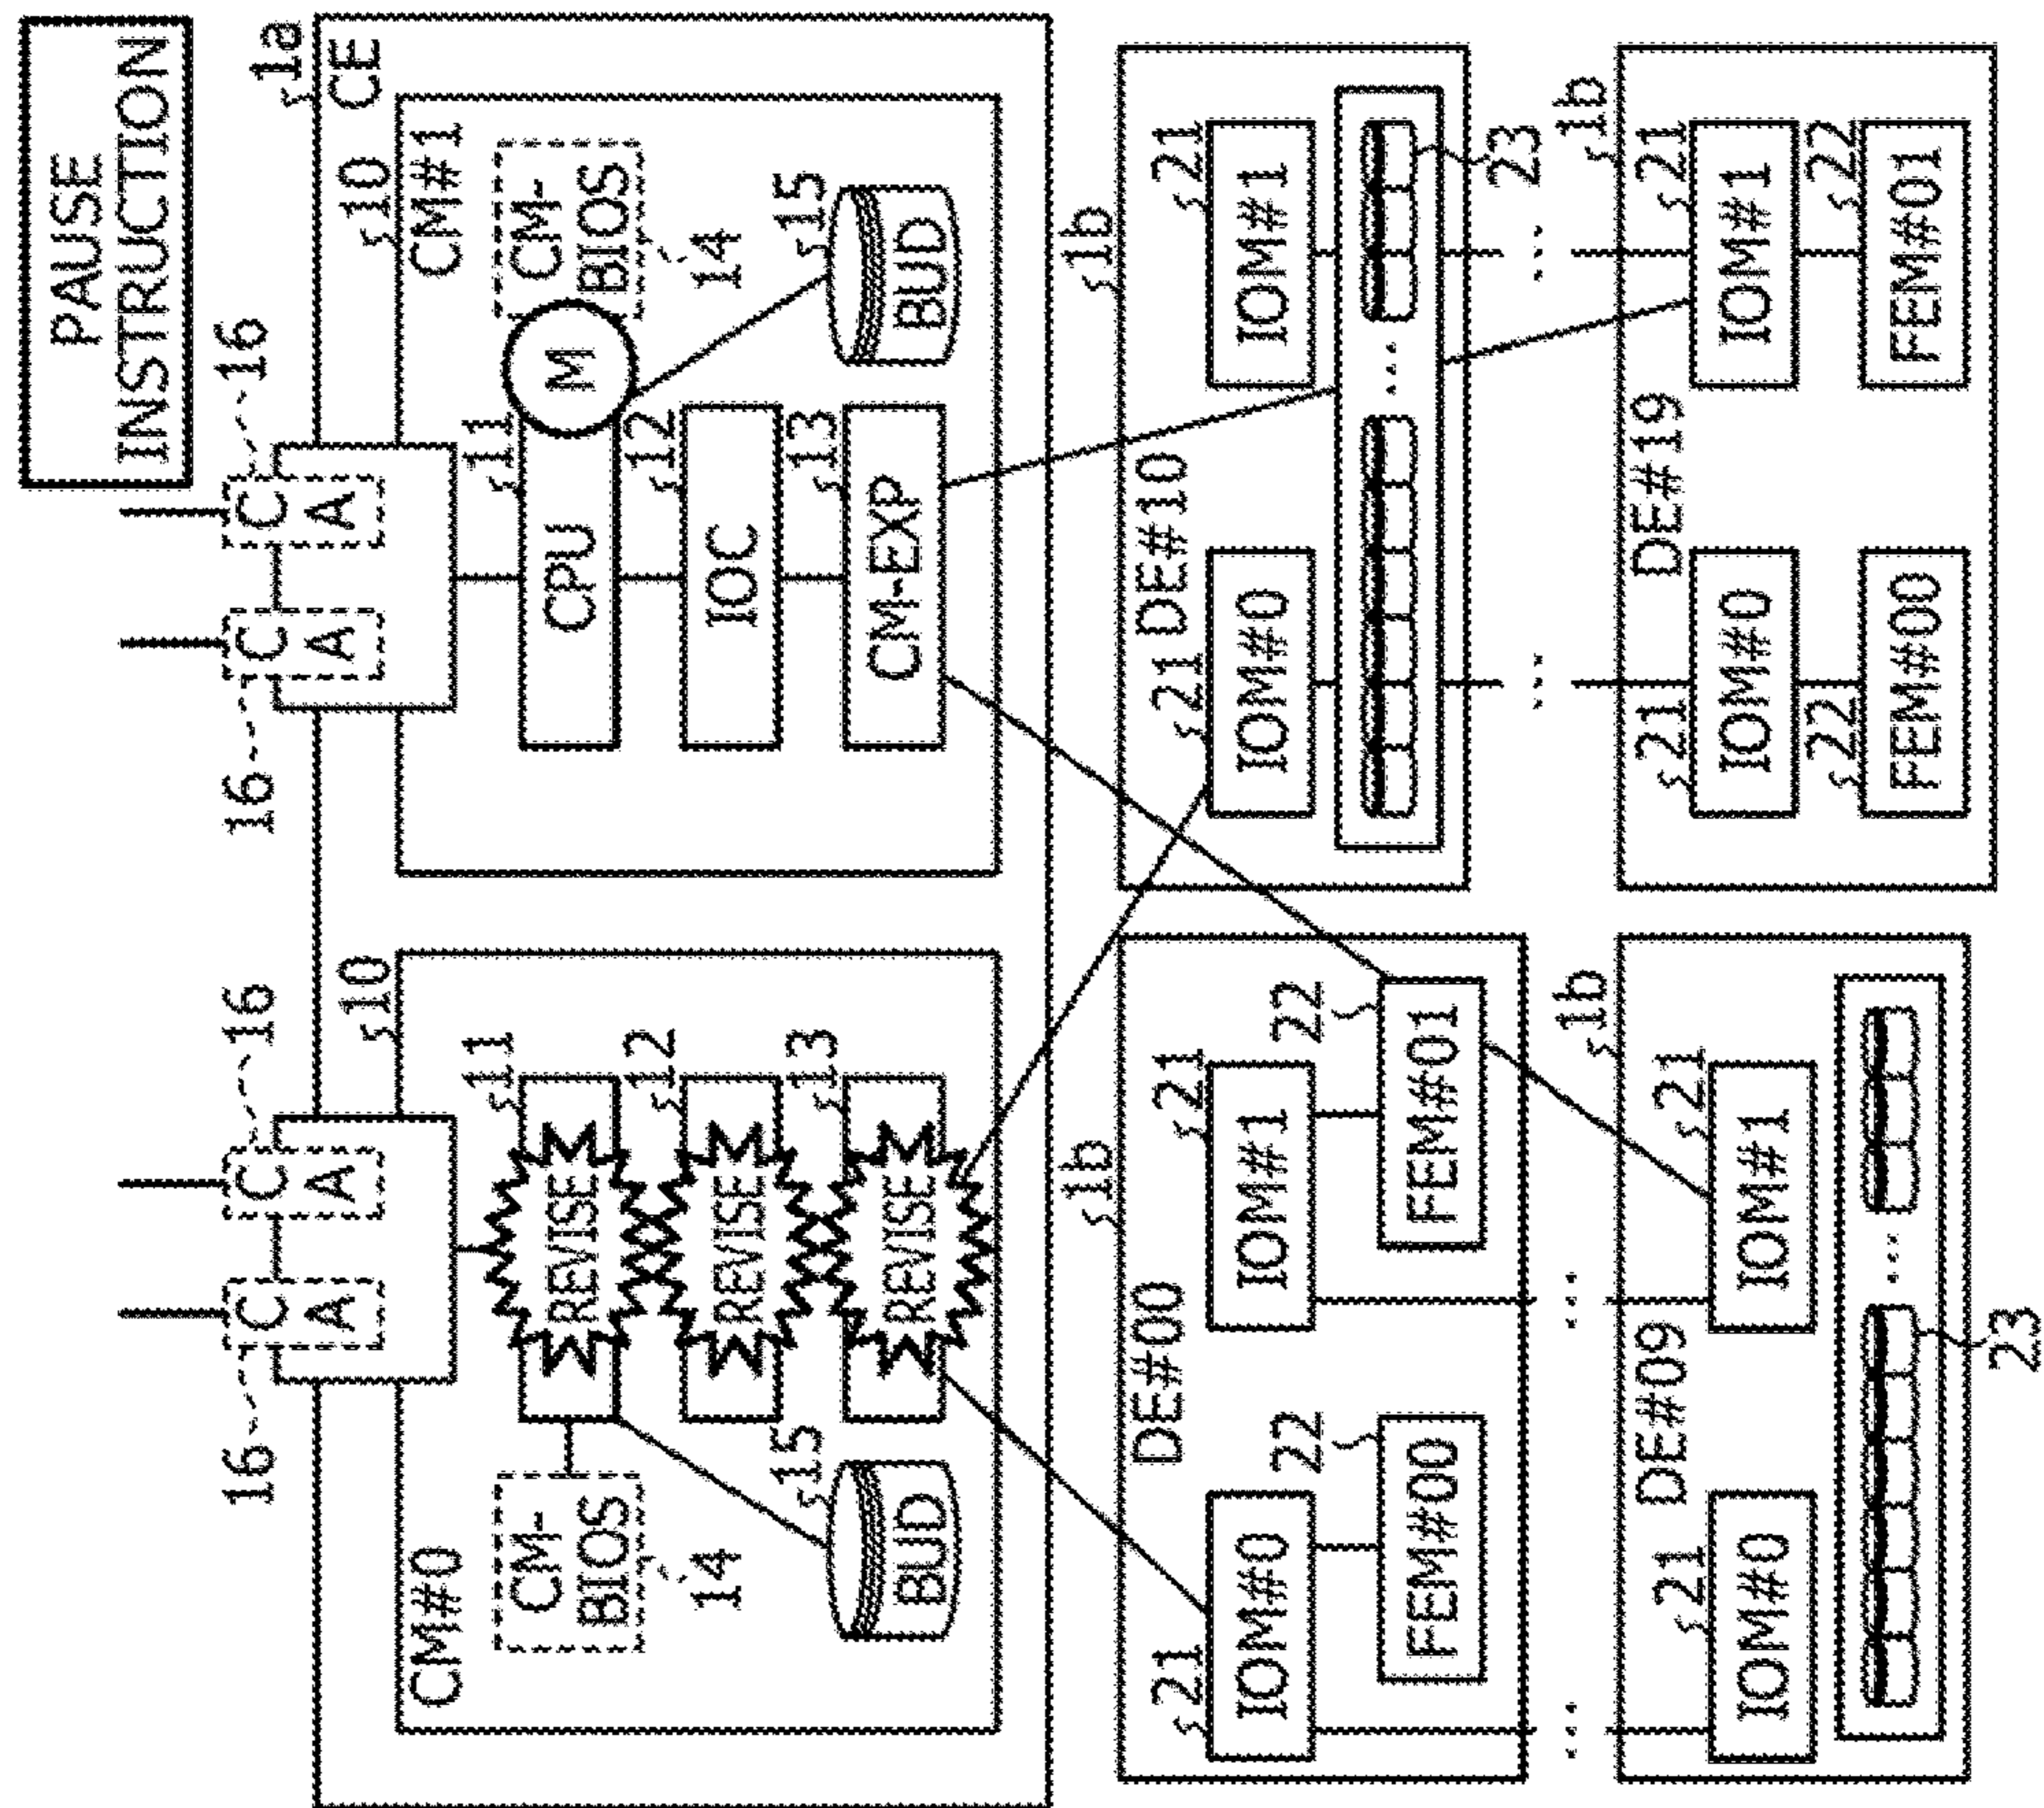 PAUSE
INSTRUCTION
16
16
16
16
C
A
C
A
C
A
C
A
1a
CE
10
10
CM#0
CM#1
11
REVISE
12
REVISE
13
REVISE
CM-
BIOS
14
15
BUD
11
CPU
M
12
IOC
13
CM-EXP
CM-
BIOS
14
15
BUD
1b
DE#00
21
IOM#0
21
IOM#1
22
FEM#00
22
FEM#01
...
...
1b
DE#10
21
IOM#0
21
IOM#1
...
23
...
...
1b
DE#09
21
IOM#0
21
IOM#1
...
23
1b
DE#19
21
IOM#0
21
IOM#1
22
FEM#00
22
FEM#01